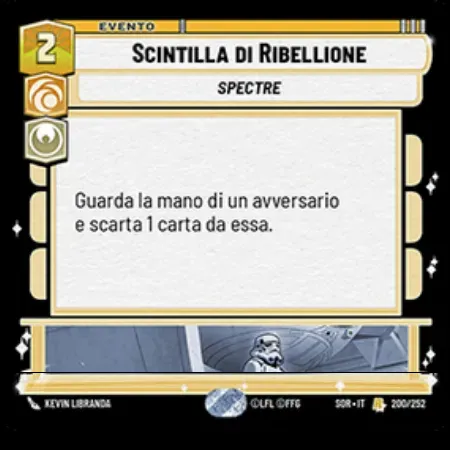 EVENTO
2
SCINTILLA DI RIBELLIONE
SPECTRE
Guarda la mano di un avversario
e scarta 1 carta da essa.
KEVIN LIBRANDA
©LFL ©FFG
SOR • IT
200/252